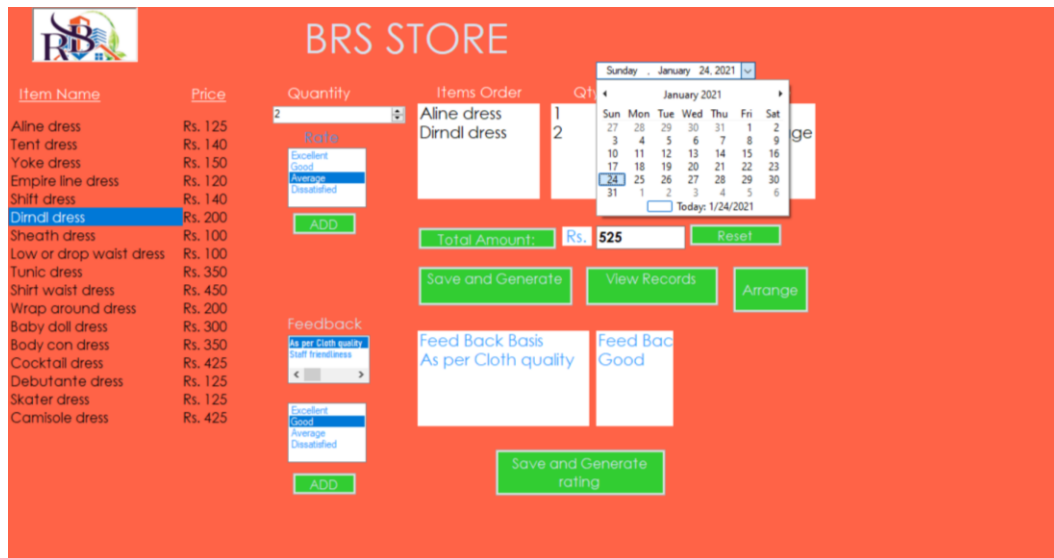 RB
BRS STORE
Sunday , January 24, 2021
Item Name Price
Aline dress Rs. 125
Tent dress Rs. 140
Yoke dress Rs. 150
Empire line dress Rs. 120
Shift dress Rs. 140
Dirndl dress Rs. 200
Sheath dress Rs. 100
Low or drop waist dress Rs. 100
Tunic dress Rs. 350
Shirt waist dress Rs. 450
Wrap around dress Rs. 200
Baby doll dress Rs. 300
Body con dress Rs. 350
Cocktail dress Rs. 425
Debutante dress Rs. 125
Skater dress Rs. 125
Camisole dress Rs. 425
Quantity
2
Rate
Excellent
Good
Average
Dissatisfied
ADD
Items Order
Aline dress
Dirndl dress
Qty
1
2
January 2021
Sun Mon Tue Wed Thu Fri Sat
27 28 29 30 31 1 2
3 4 5 6 7 8 9
10 11 12 13 14 15 16
17 18 19 20 21 22 23
24 25 26 27 28 29 30
31 1 2 3 4 5 6
Today: 1/24/2021
ge
Total Amount: Rs. 525 Reset
Save and Generate View Records Arrange
Feedback
As per Cloth quality
Staff friendliness
Excellent
Good
Average
Dissatisfied
ADD
Feed Back Basis Feed Bac
As per Cloth quality Good
Save and Generate
rating